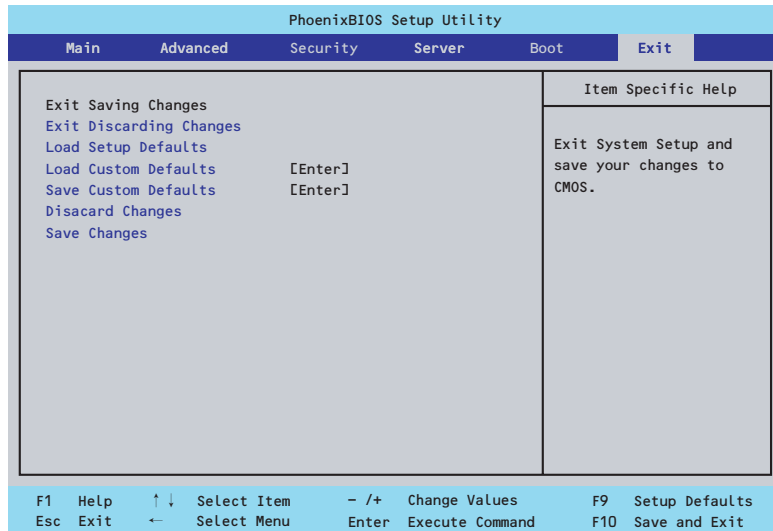 PhoenixBIOS Setup Utility
Main Advanced Security Server Boot Exit
Item Specific Help
Exit Saving Changes
Exit Discarding Changes
Load Setup Defaults
Load Custom Defaults [Enter]
Save Custom Defaults [Enter]
Disacard Changes
Save Changes
Exit System Setup and
save your changes to
CMOS.
F1 Help ↑↓ Select Item - /+ Change Values F9 Setup Defaults
Esc Exit ← Select Menu Enter Execute Command F10 Save and Exit